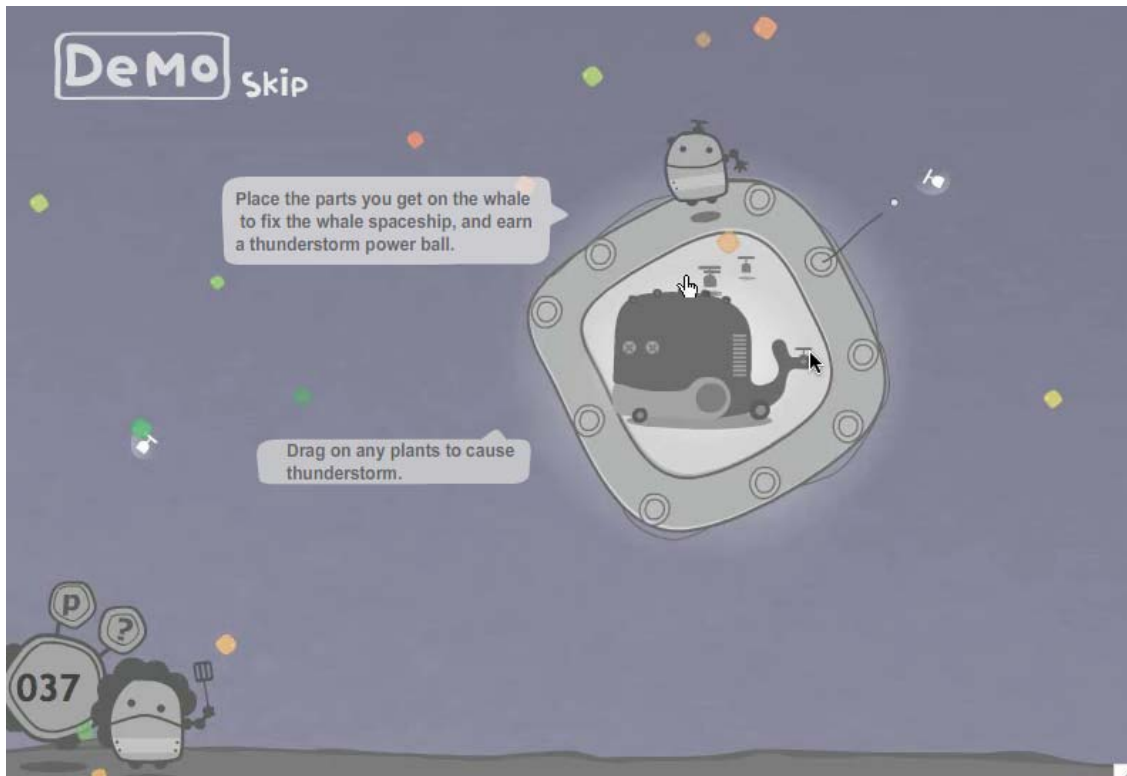 DeMo
Skip
Place the parts you get on the whale
to fix the whale spaceship, and earn
a thunderstorm power ball.
Drag on any plants to cause
thunderstorm.
p
?
037